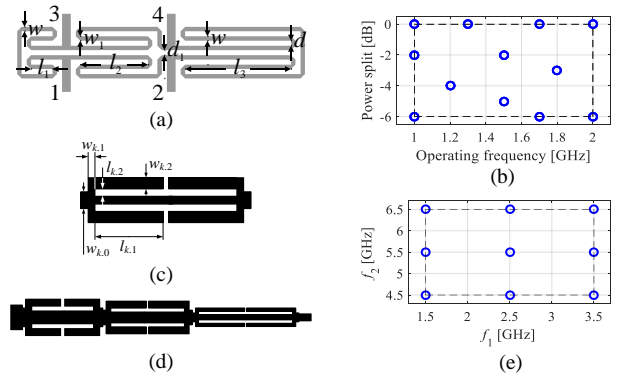 3 4
w w₁ w d₁ d
l₁ l₂ l₃
1 2
(a)
Power split [dB]
0
-2
-4
-6
1 1.2 1.4 1.6 1.8 2
Operating frequency [GHz]
(b)
wₖ.₁ wₖ.₂
lₖ.₂
wₖ.₀ lₖ.₁
(c)
(d)
f₂ [GHz]
6.5
5.5
4.5
1.5 2 2.5 3 3.5
f₁ [GHz]
(e)